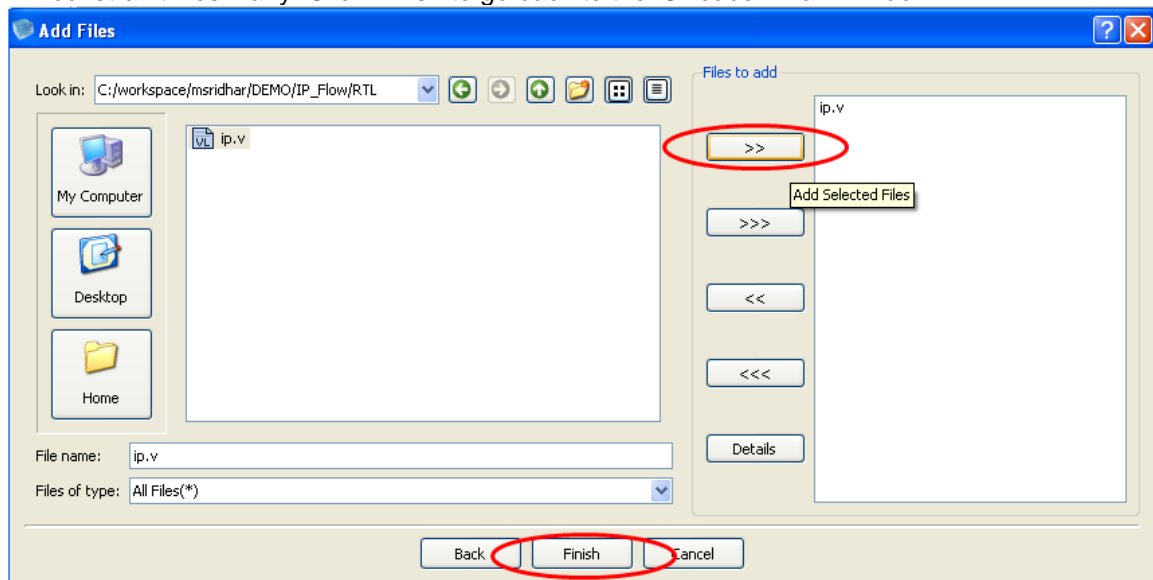 Add Files
Look in: C:/workspace/msridhar/DEMO/IP_Flow/RTL
Files to add
My Computer
Desktop
Home
ip.v
>>
Add Selected Files
>>>
<<
<<<
Details
ip.v
File name: ip.v
Files of type: All Files(*)
Back
Finish
Cancel